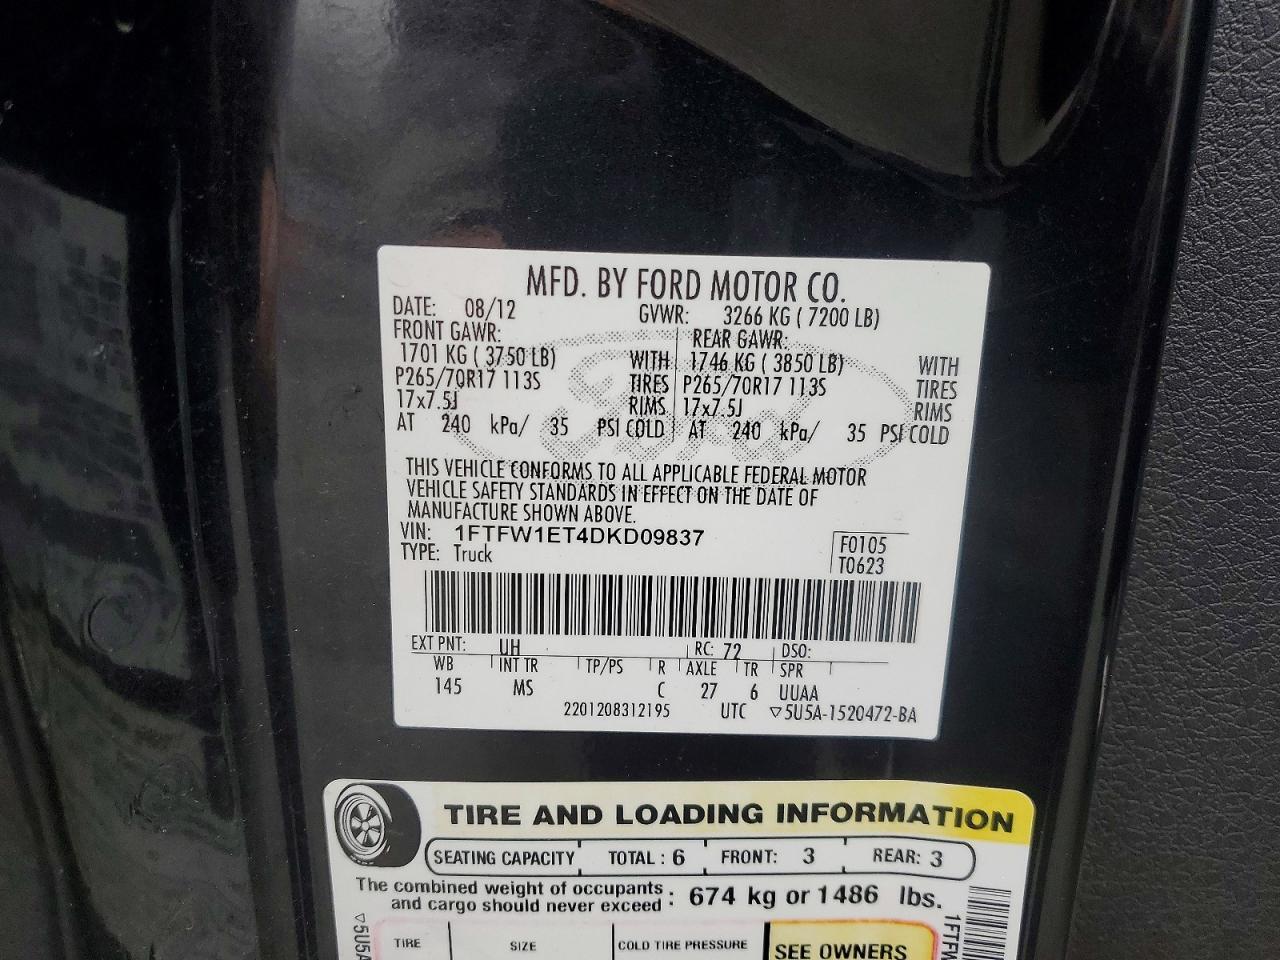 MFD. BY FORD MOTOR CO.
DATE: 08/12 GVWR: 3266 KG ( 7200 LB)
FRONT GAWR: REAR GAWR:
1701 KG ( 3750 LB) WITH 1746 KG ( 3850 LB) WITH
P265/70R17 113S TIRES P265/70R17 113S TIRES
17x7.5J RIMS 17x7.5J RIMS
AT 240 kPa/ 35 PSI COLD AT 240 kPa/ 35 PSI COLD
THIS VEHICLE CONFORMS TO ALL APPLICABLE FEDERAL MOTOR
VEHICLE SAFETY STANDARDS IN EFFECT ON THE DATE OF
MANUFACTURE SHOWN ABOVE.
VIN: 1FTFW1ET4DKD09837
TYPE: Truck
F0105
T0623
EXT PNT: UH RC: 72 DSO:
WB INT TR TP/PS R AXLE TR SPR
145 MS C 27 6 UUAA
2201208312195 UTC ▽5U5A-1520472-BA
TIRE AND LOADING INFORMATION
SEATING CAPACITY TOTAL : 6 FRONT: 3 REAR: 3
The combined weight of occupants
and cargo should never exceed : 674 kg or 1486 lbs.
TIRE SIZE COLD TIRE PRESSURE SEE OWNERS
▽5U5A
1FTFW